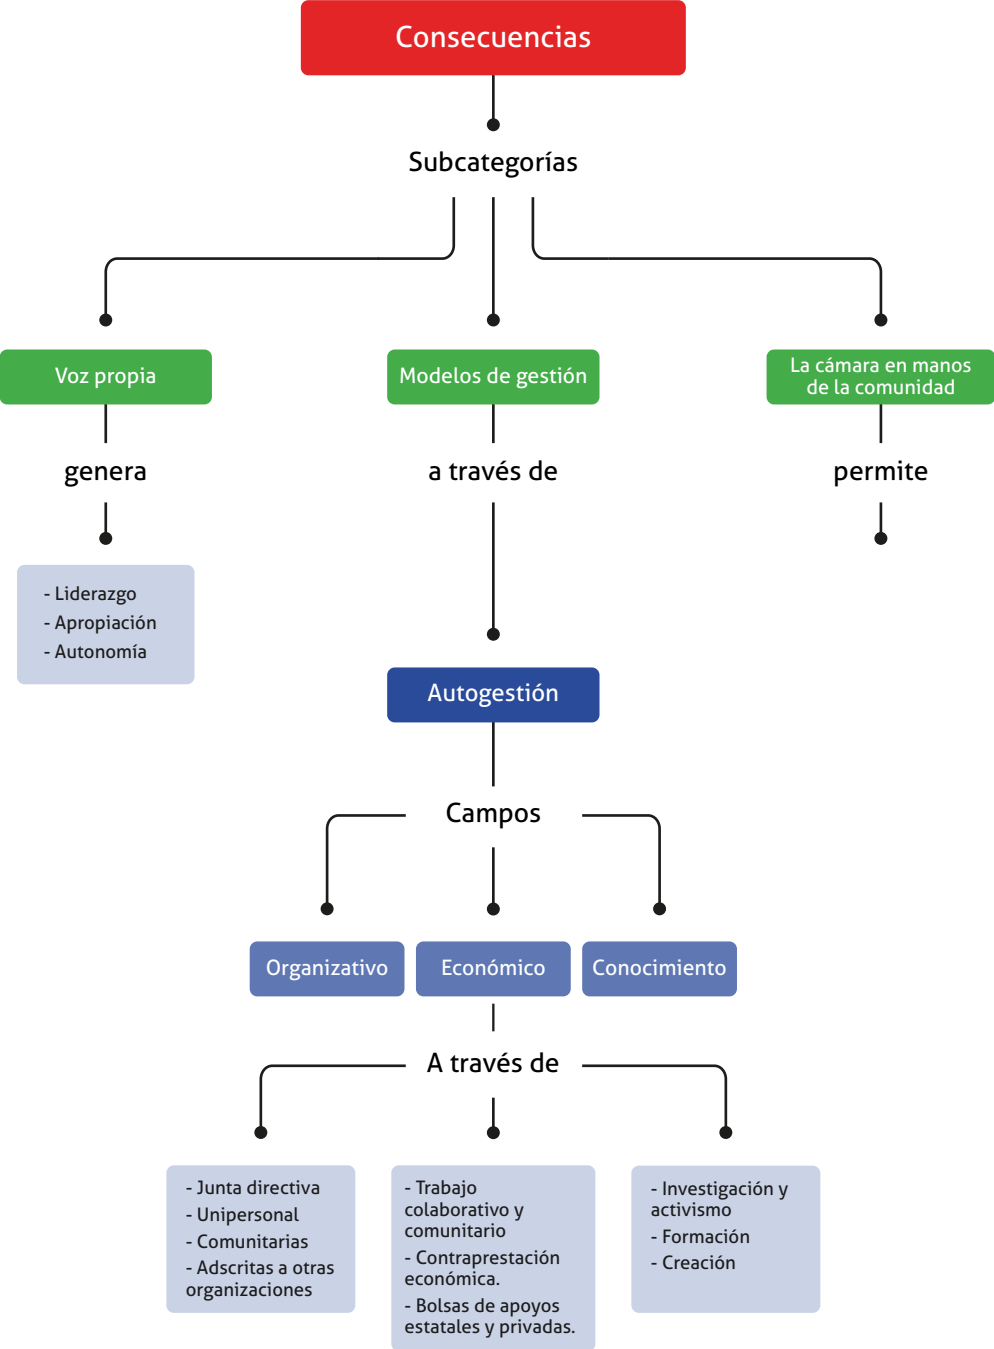 Consecuencias
Subcategorías
Voz propia
Modelos de gestión
La cámara en manos
de la comunidad
genera
a través de
permite
- Liderazgo
- Apropiación
- Autonomía
Autogestión
Campos
Organizativo
Económico
Conocimiento
A través de
- Junta directiva
- Unipersonal
- Comunitarias
- Adscritas a otras
organizaciones
- Trabajo
colaborativo y
comunitario
- Contraprestación
económica.
- Bolsas de apoyos
estatales y privadas.
- Investigación y
activismo
- Formación
- Creación